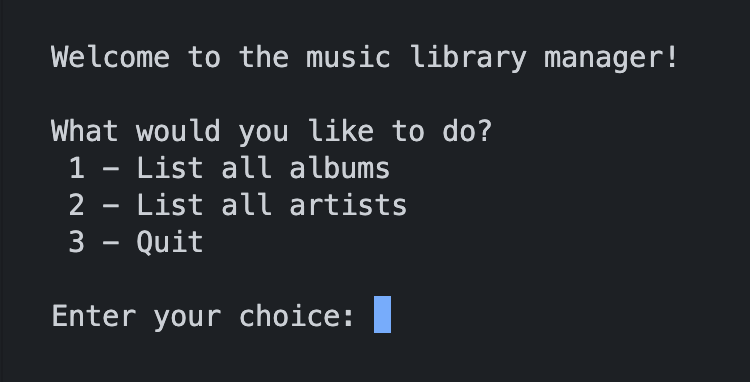 Welcome to the music library manager!
What would you like to do?
1 – List all albums
2 – List all artists
3 – Quit
Enter your choice: